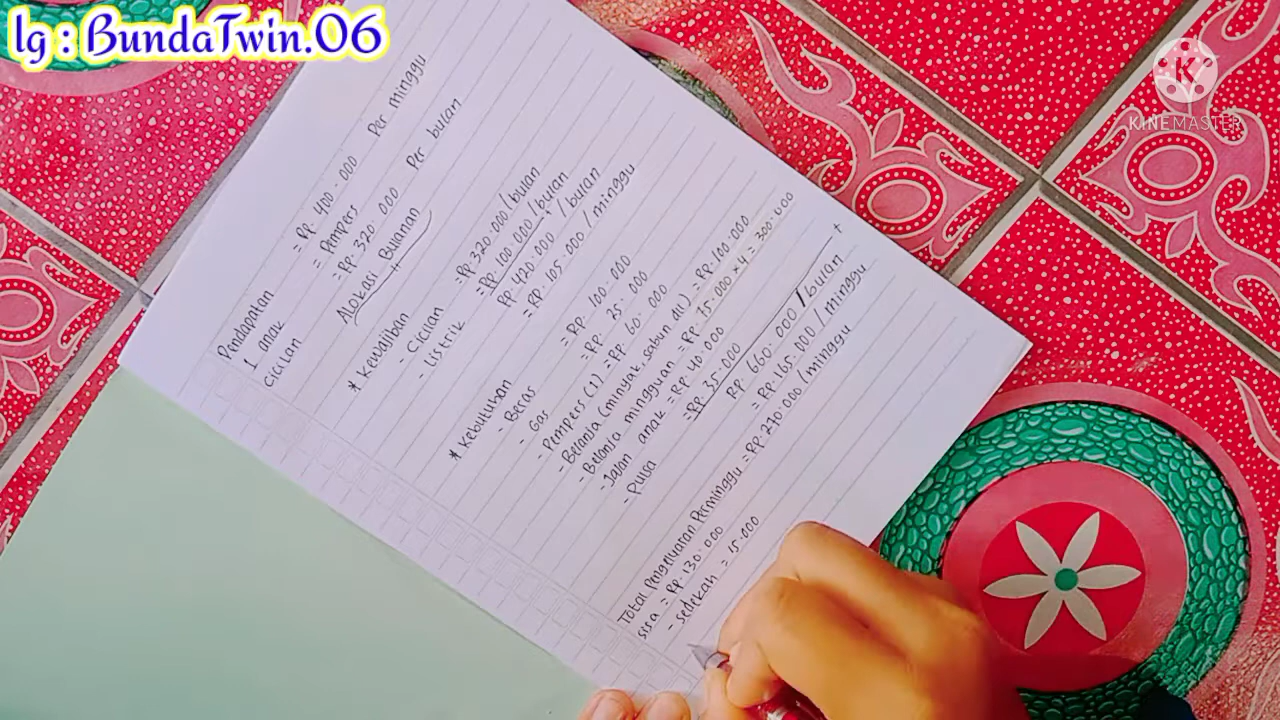 Ig : BundaTwin.06
KINEMASTER
Pendapatan = Rp. 400.000 Per minggu
1 anak = Pempers
Cicilan = Rp. 320.000 Per bulan
Alokasi Bulanan
* Kewajiban
- Cicilan = Rp. 320.000/bulan
- Listrik = Rp. 100.000/bulan +
Rp. 420.000 /bulan
= Rp. 105.000/minggu
* Kebutuhan
- Beras = Rp. 100.000
- Gas = Rp. 25.000
- Pempers (1) = Rp. 60.000
- Belanja (minyak, sabun dll) = Rp. 100.000
- Belanja mingguan = Rp. 75.000 x 4 = 300.000
- Jalan anak = Rp 40.000
- Pulsa = Rp. 35.000 +
Rp 660.000/bulan
= Rp. 165.000/minggu
Total Pengeluaran Perminggu = Rp. 270.000/minggu
Sisa = Rp. 130.000
- Sedekah = 15.000